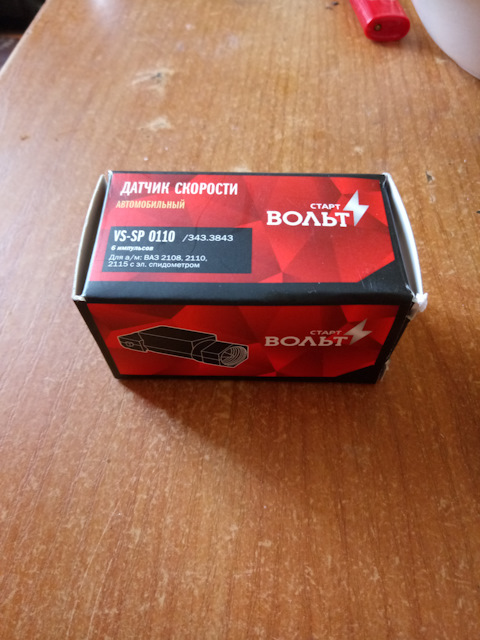 ДАТЧИК СКОРОСТИ
АВТОМОБИЛЬНЫЙ
СТАРТ
ВОЛЬТ
VS-SP 0110 /343.3843
6 импульсов
Для а/м: ВАЗ 2108, 2110,
2115 с эл. спидометром
СТАРТ
ВОЛЬТ